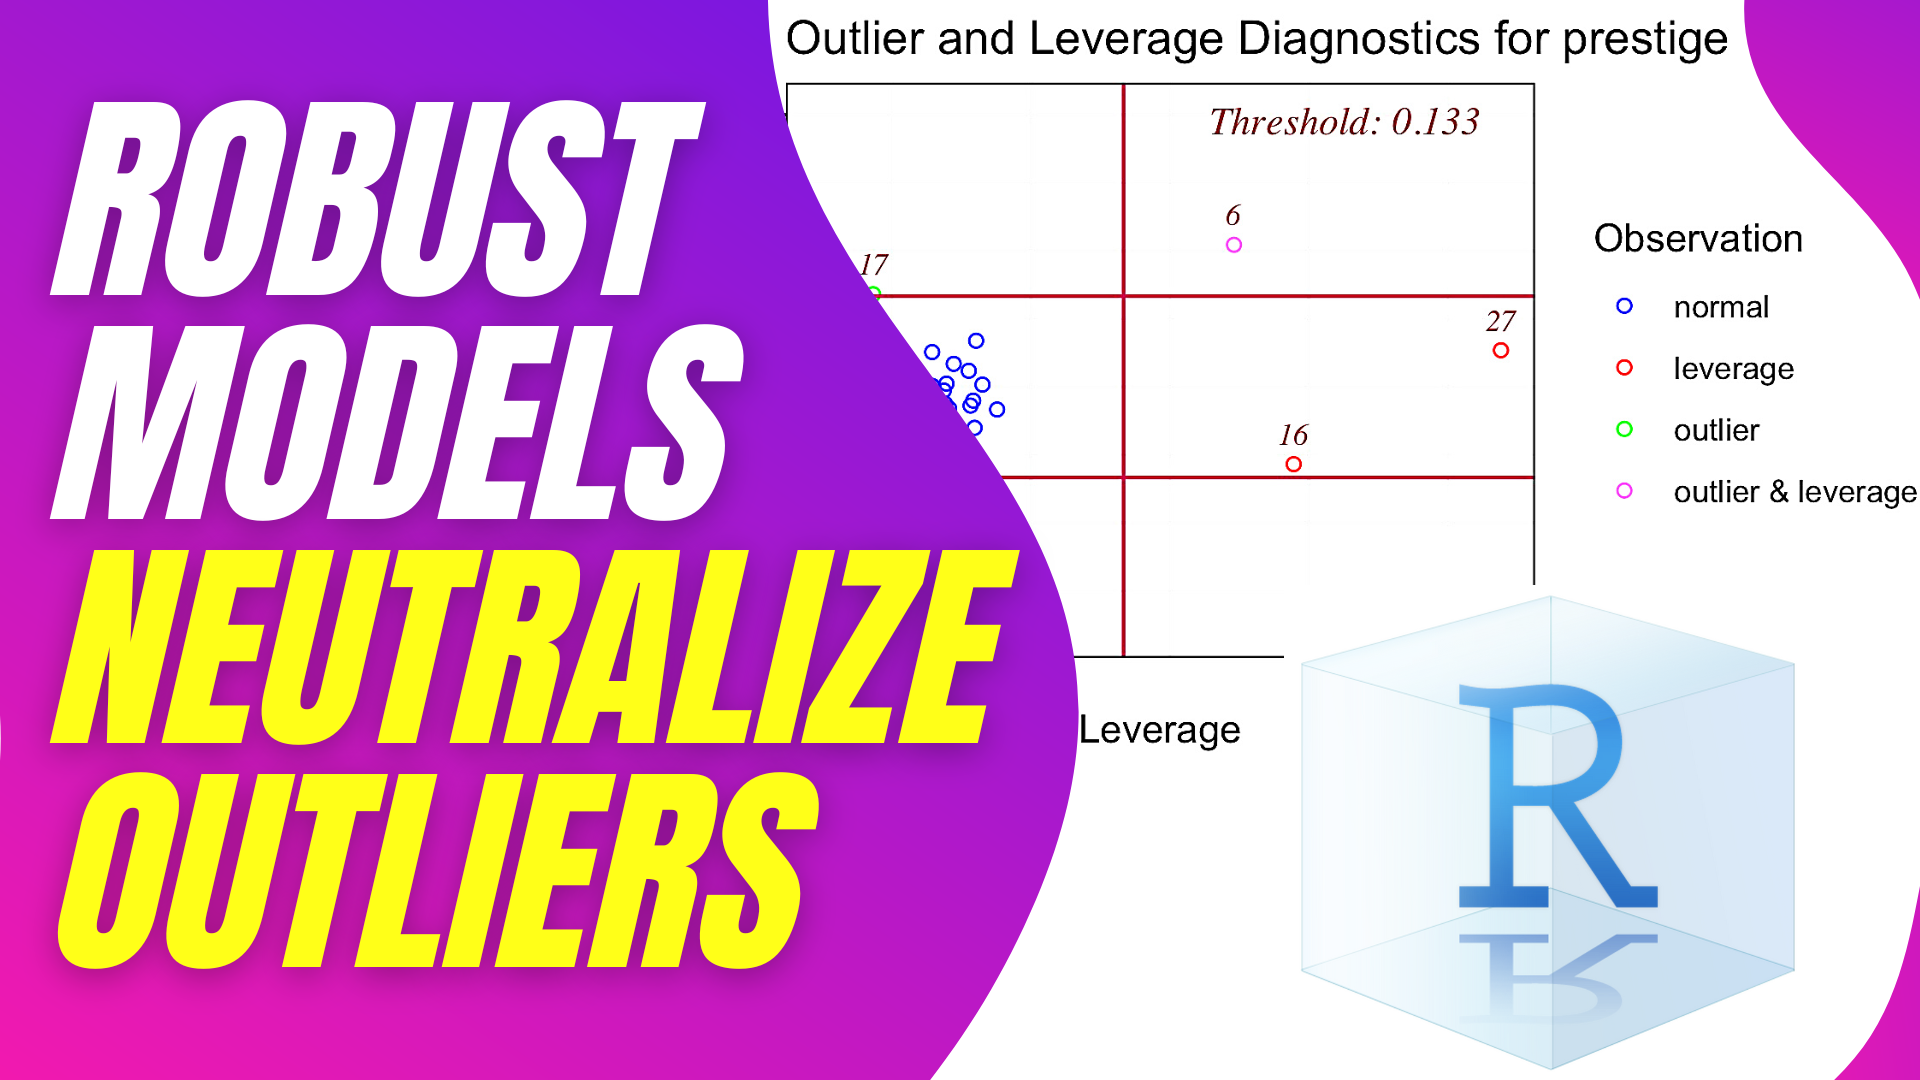 ROBUST
MODELS
NEUTRALIZE
OUTLIERS
Outlier and Leverage Diagnostics for prestige
Threshold: 0.133
6
17
27
16
Leverage
Observation
normal
leverage
outlier
outlier & leverage
R